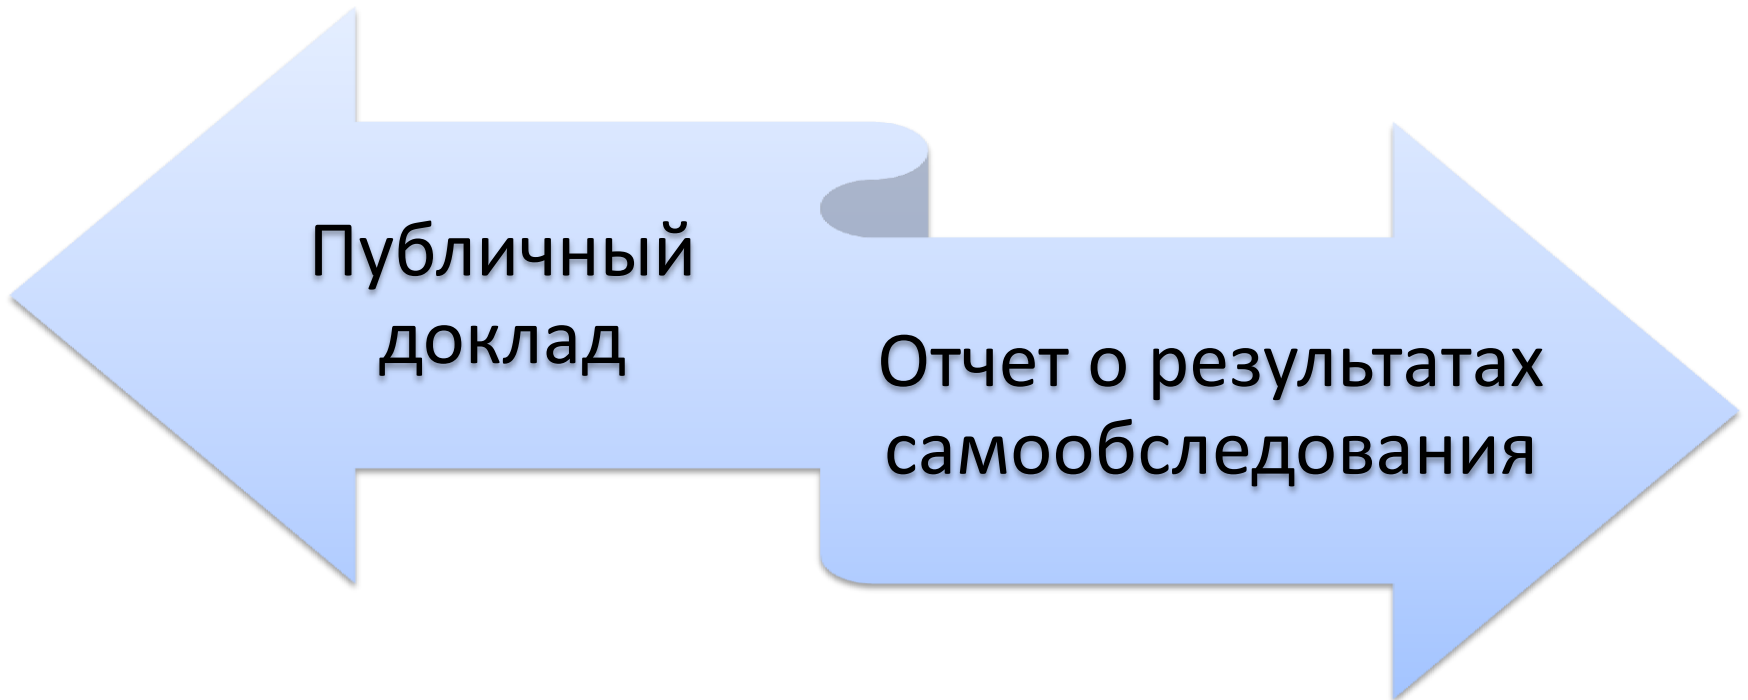 Публичный
доклад
Отчет о результатах
самообследования